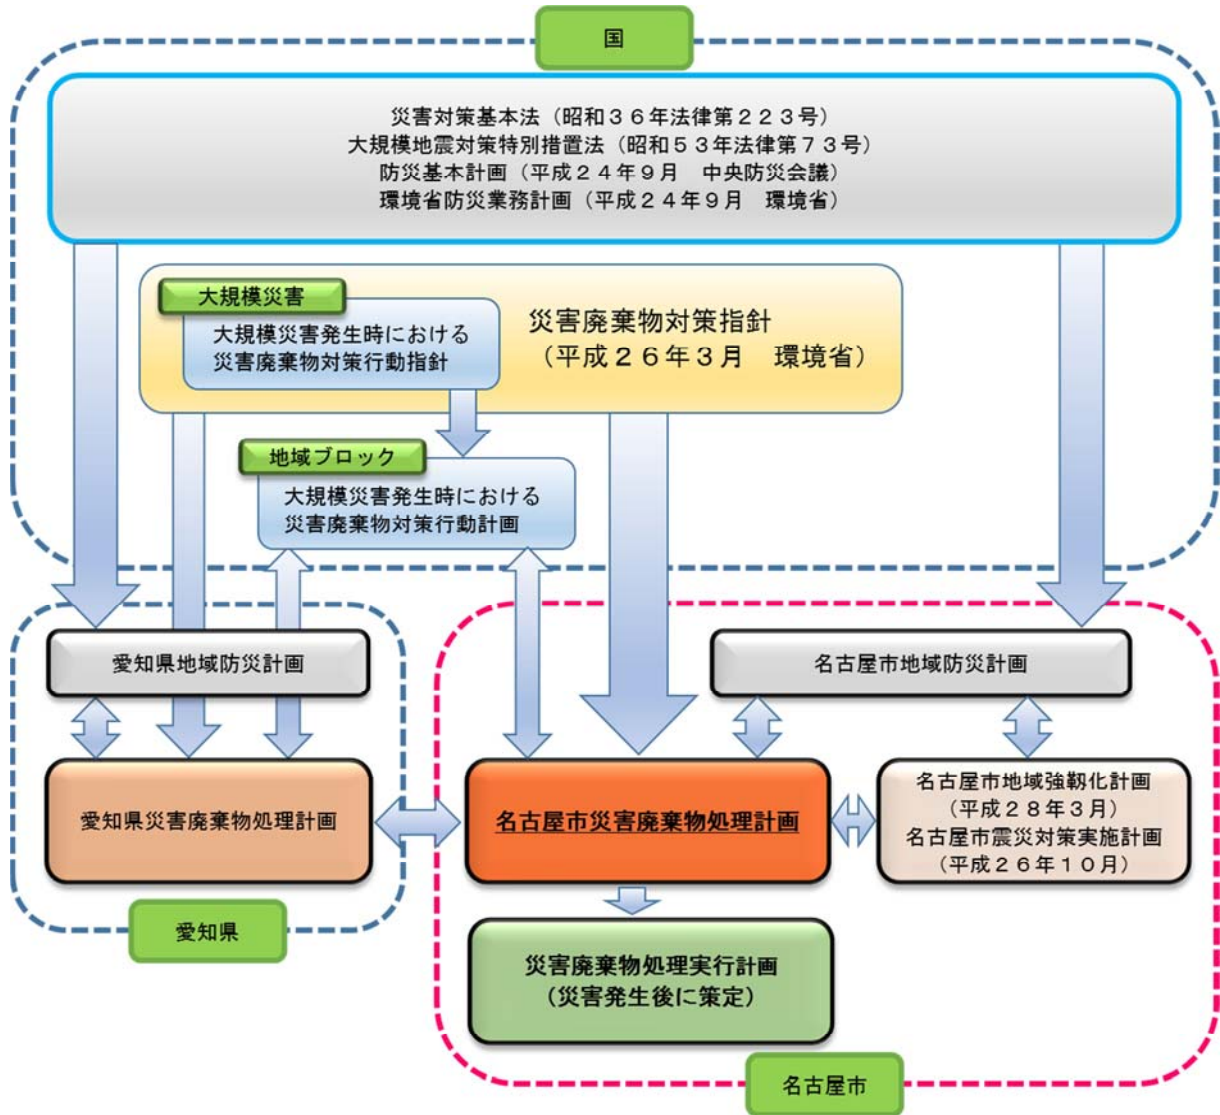 国
災害対策基本法（昭和３６年法律第２２３号）
大規模地震対策特別措置法（昭和５３年法律第７３号）
防災基本計画（平成２４年９月　中央防災会議）
環境省防災業務計画（平成２４年９月　環境省）
大規模災害
大規模災害発生時における
災害廃棄物対策行動指針
災害廃棄物対策指針
（平成２６年３月　環境省）
地域ブロック
大規模災害発生時における
災害廃棄物対策行動計画
愛知県地域防災計画
名古屋市地域防災計画
愛知県災害廃棄物処理計画
名古屋市災害廃棄物処理計画
名古屋市地域強靱化計画
（平成２８年３月）
名古屋市震災対策実施計画
（平成２６年１０月）
愛知県
災害廃棄物処理実行計画
（災害発生後に策定）
名古屋市